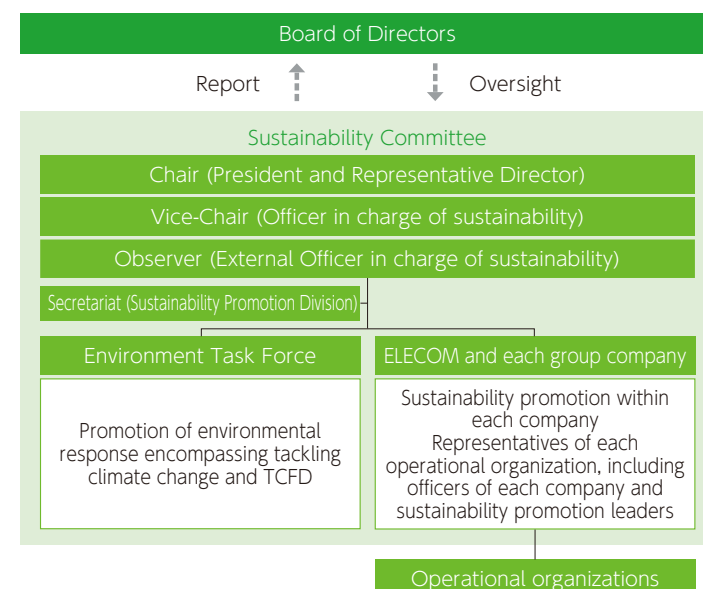 Board of Directors
Report
Oversight
Sustainability Committee
Chair (President and Representative Director)
Vice-Chair (Officer in charge of sustainability)
Observer (External Officer in charge of sustainability)
Secretariat (Sustainability Promotion Division)
Environment Task Force
Promotion of environmental
response encompassing tackling
climate change and TCFD
ELECOM and each group company
Sustainability promotion within
each company
Representatives of each
operational organization, including
officers of each company and
sustainability promotion leaders
Operational organizations